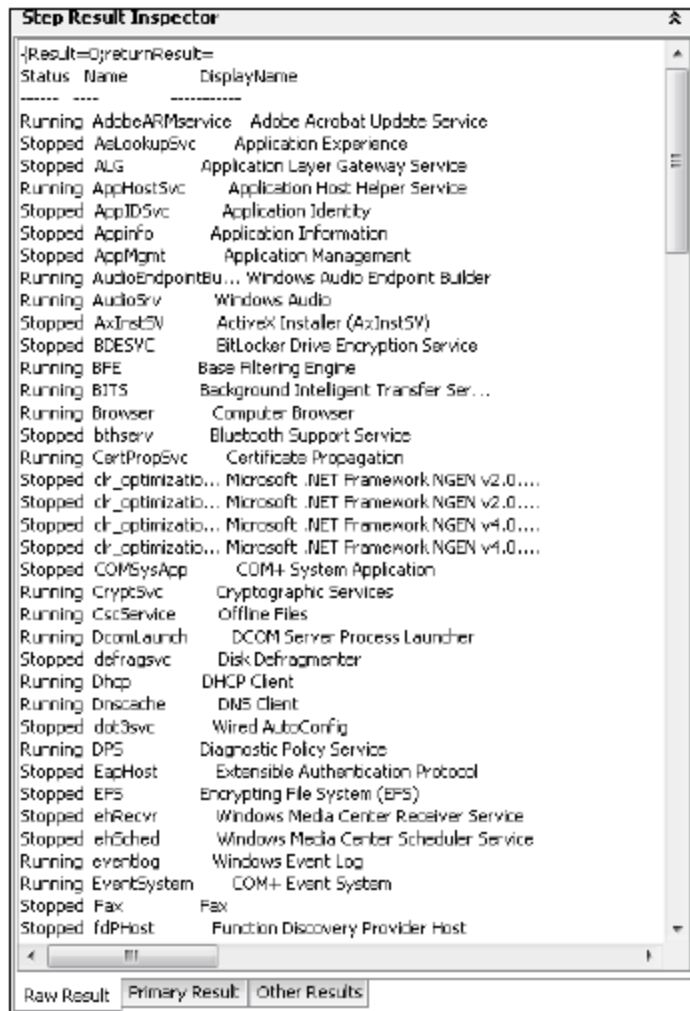 Step Result Inspector
{Result=0;returnResult=
Status Name DisplayName
------ ---- -----------
Running AdobeARMservice Adobe Acrobat Update Service
Stopped AeLookupSvc Application Experience
Stopped ALG Application Layer Gateway Service
Running AppHostSvc Application Host Helper Service
Stopped AppIDSvc Application Identity
Stopped Appinfo Application Information
Stopped AppMgmt Application Management
Running AudioEndpointBu... Windows Audio Endpoint Builder
Running AudioSrv Windows Audio
Stopped AxInstSV ActiveX Installer (AxInstSV)
Stopped BDESVC BitLocker Drive Encryption Service
Running BFE Base Filtering Engine
Running BITS Background Intelligent Transfer Ser...
Running Browser Computer Browser
Stopped bthserv Bluetooth Support Service
Running CertPropSvc Certificate Propagation
Stopped clr_optimizatio... Microsoft .NET Framework NGEN v2.0....
Stopped clr_optimizatio... Microsoft .NET Framework NGEN v2.0....
Stopped clr_optimizatio... Microsoft .NET Framework NGEN v4.0....
Stopped clr_optimizatio... Microsoft .NET Framework NGEN v4.0....
Stopped COMSysApp COM+ System Application
Running CryptSvc Cryptographic Services
Running CscService Offline Files
Running DcomLaunch DCOM Server Process Launcher
Stopped defragsvc Disk Defragmenter
Running Dhcp DHCP Client
Running Dnscache DNS Client
Stopped dot3svc Wired AutoConfig
Running DPS Diagnostic Policy Service
Stopped EapHost Extensible Authentication Protocol
Stopped EFS Encrypting File System (EFS)
Stopped ehRecvr Windows Media Center Receiver Service
Stopped ehSched Windows Media Center Scheduler Service
Running eventlog Windows Event Log
Running EventSystem COM+ Event System
Stopped Fax Fax
Stopped fdPHost Function Discovery Provider Host
Raw Result Primary Result Other Results